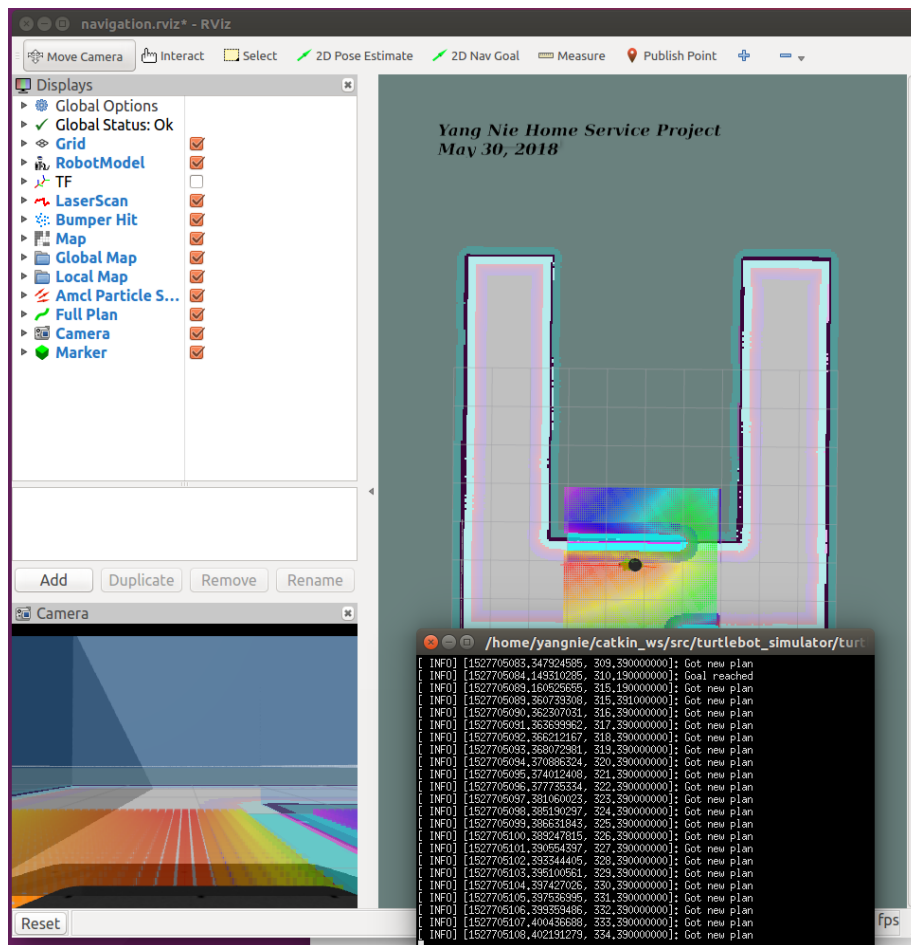 navigation.rviz* - RViz
Move Camera Interact Select 2D Pose Estimate 2D Nav Goal Measure Publish Point
Displays
Global Options
Global Status: Ok
Grid
RobotModel
TF
LaserScan
Bumper Hit
Map
Global Map
Local Map
Amcl Particle S...
Full Plan
Camera
Marker
Add Duplicate Remove Rename
Camera
Reset
Yang Nie Home Service Project
May 30, 2018
/home/yangnie/catkin_ws/src/turtlebot_simulator/turt
[ INFO] [1527705083.347924585, 309.390000000]: Got new plan
[ INFO] [1527705084.149310285, 310.190000000]: Goal reached
[ INFO] [1527705089.160525655, 315.190000000]: Got new plan
[ INFO] [1527705089.360739308, 315.391000000]: Got new plan
[ INFO] [1527705090.362307031, 316.390000000]: Got new plan
[ INFO] [1527705091.363699962, 317.390000000]: Got new plan
[ INFO] [1527705092.366212167, 318.390000000]: Got new plan
[ INFO] [1527705093.368072981, 319.390000000]: Got new plan
[ INFO] [1527705094.370886324, 320.390000000]: Got new plan
[ INFO] [1527705095.374012408, 321.390000000]: Got new plan
[ INFO] [1527705096.377735334, 322.390000000]: Got new plan
[ INFO] [1527705097.381060023, 323.390000000]: Got new plan
[ INFO] [1527705098.385190297, 324.390000000]: Got new plan
[ INFO] [1527705099.386631843, 325.390000000]: Got new plan
[ INFO] [1527705100.389247815, 326.390000000]: Got new plan
[ INFO] [1527705101.390554397, 327.390000000]: Got new plan
[ INFO] [1527705102.393344405, 328.390000000]: Got new plan
[ INFO] [1527705103.395100561, 329.390000000]: Got new plan
[ INFO] [1527705104.397427026, 330.390000000]: Got new plan
[ INFO] [1527705105.397536995, 331.390000000]: Got new plan
[ INFO] [1527705106.399359486, 332.390000000]: Got new plan
[ INFO] [1527705107.400436688, 333.390000000]: Got new plan
[ INFO] [1527705108.402191279, 334.390000000]: Got new plan
fps